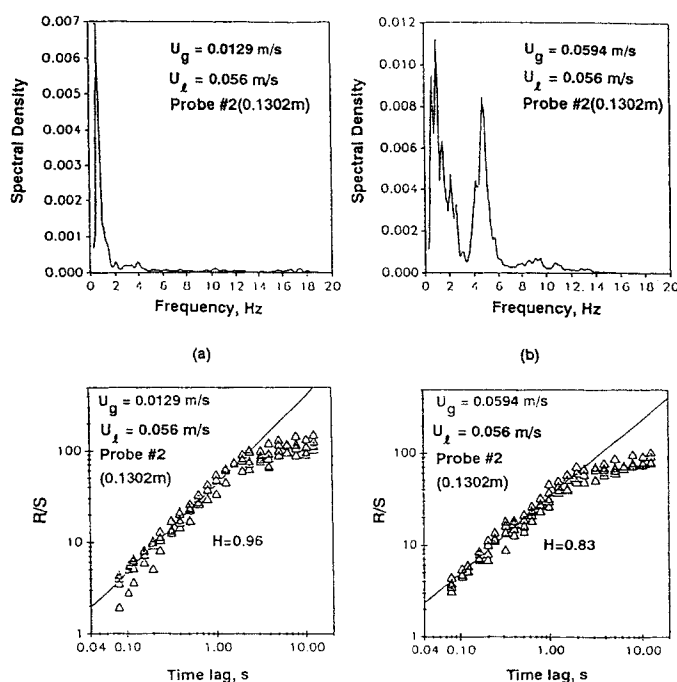 0.007
0.006
0.005
0.004
0.003
0.002
0.001
0.000
Spectral Density
U_g = 0.0129 m/s
U_ℓ = 0.056 m/s
Probe #2(0.1302m)
0 2 4 6 8 10 12 14 16 18 20
Frequency, Hz
(a)
0.012
0.010
0.008
0.006
0.004
0.002
0.000
Spectral Density
U_g = 0.0594 m/s
U_ℓ = 0.056 m/s
Probe #2(0.1302m)
0 2 4 6 8 10 12 14 16 18 20
Frequency, Hz
(b)
100
10
1
R/S
U_g = 0.0129 m/s
U_ℓ = 0.056 m/s
Probe #2
(0.1302m)
H=0.96
0.04 0.10 1.00 10.00
Time lag, s
100
10
1
R/S
U_g = 0.0594 m/s
U_ℓ = 0.056 m/s
Probe #2
(0.1302m)
H=0.83
0.04 0.10 1.00 10.00
Time lag, s